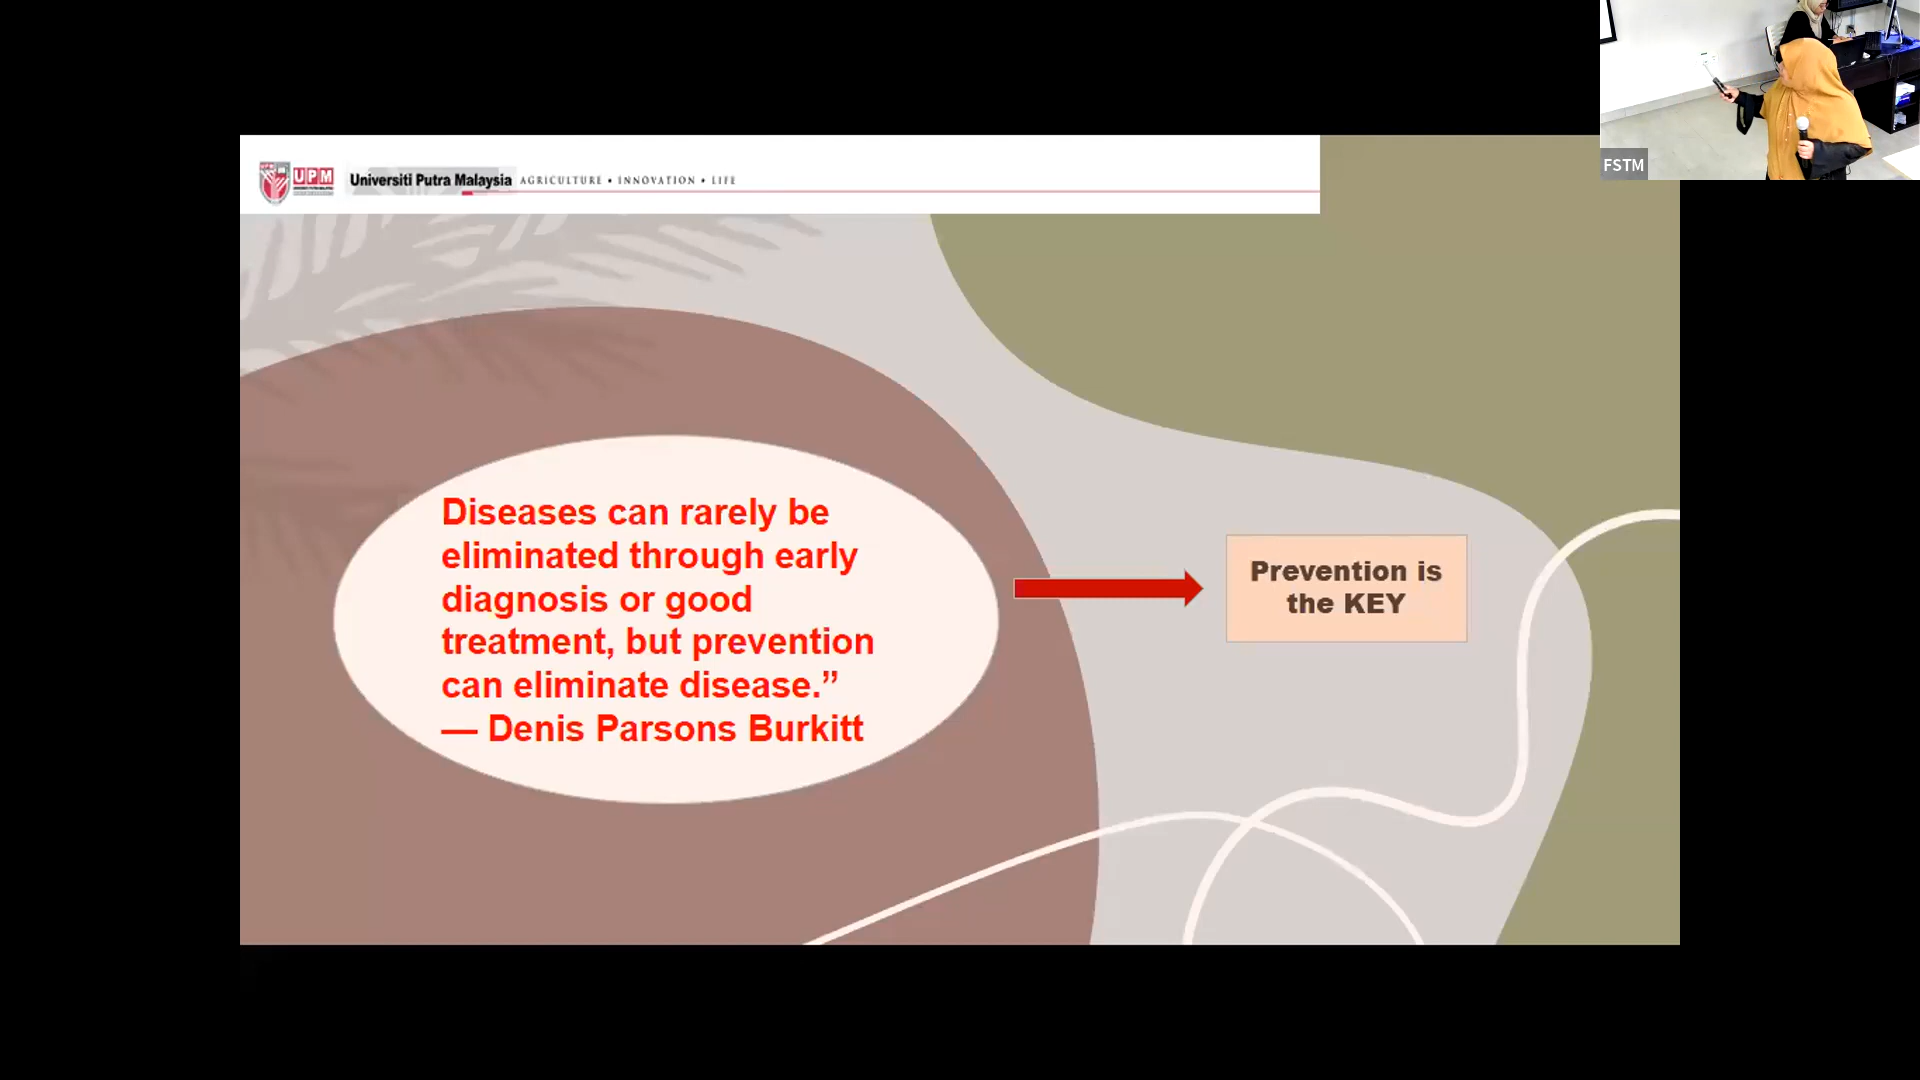 UPM
Universiti Putra Malaysia AGRICULTURE • INNOVATION • LIFE
FSTM
Diseases can rarely be
eliminated through early
diagnosis or good
treatment, but prevention
can eliminate disease.”
— Denis Parsons Burkitt
Prevention is
the KEY